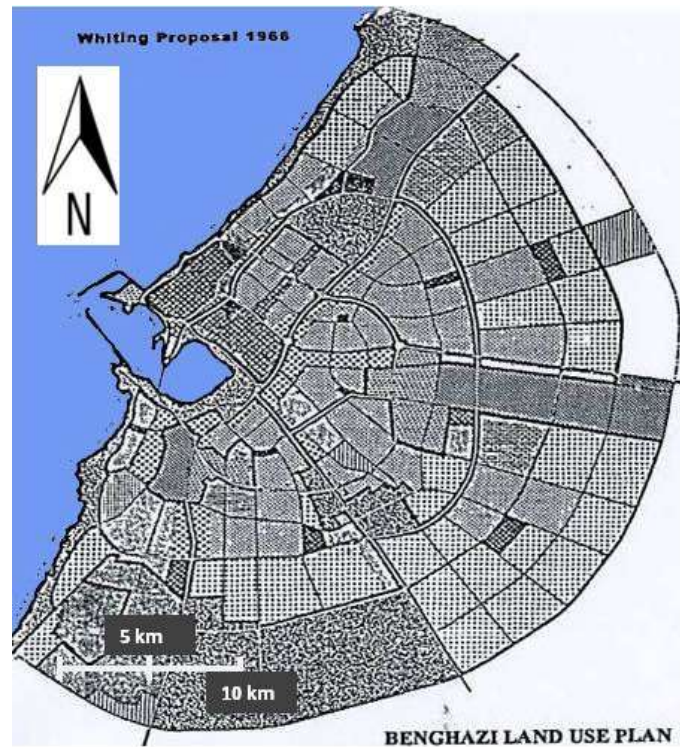 Whiting Proposal 1966
N
5 km
10 km
BENGHAZI LAND USE PLAN